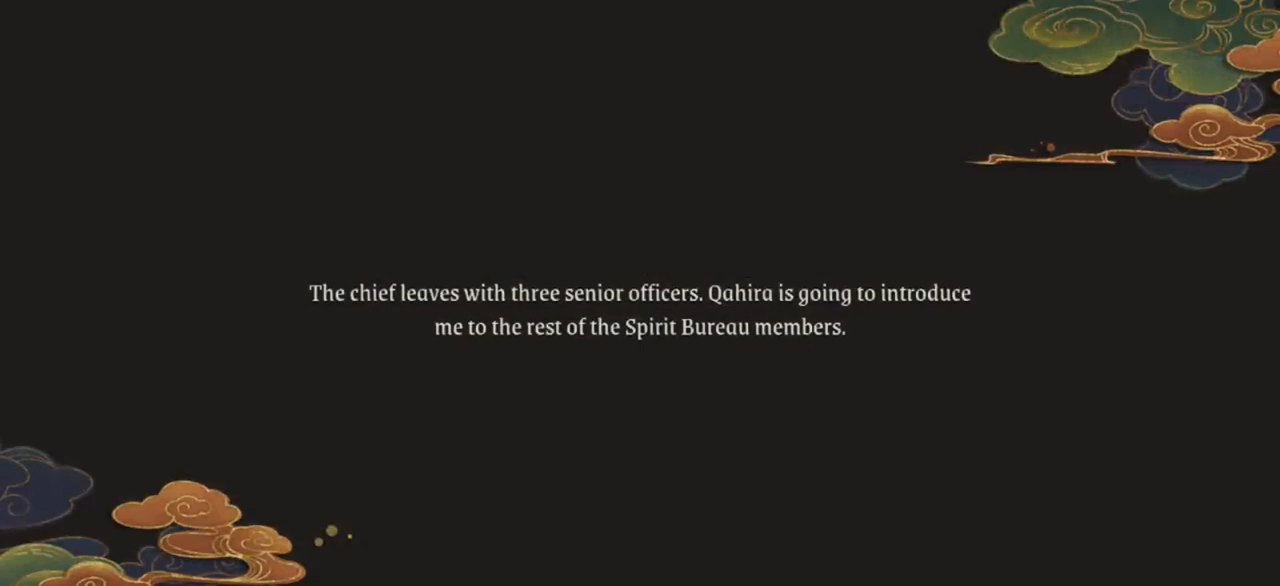 The chief leaves with three senior officers. Qahira is going to introduce
me to the rest of the Spirit Bureau members.